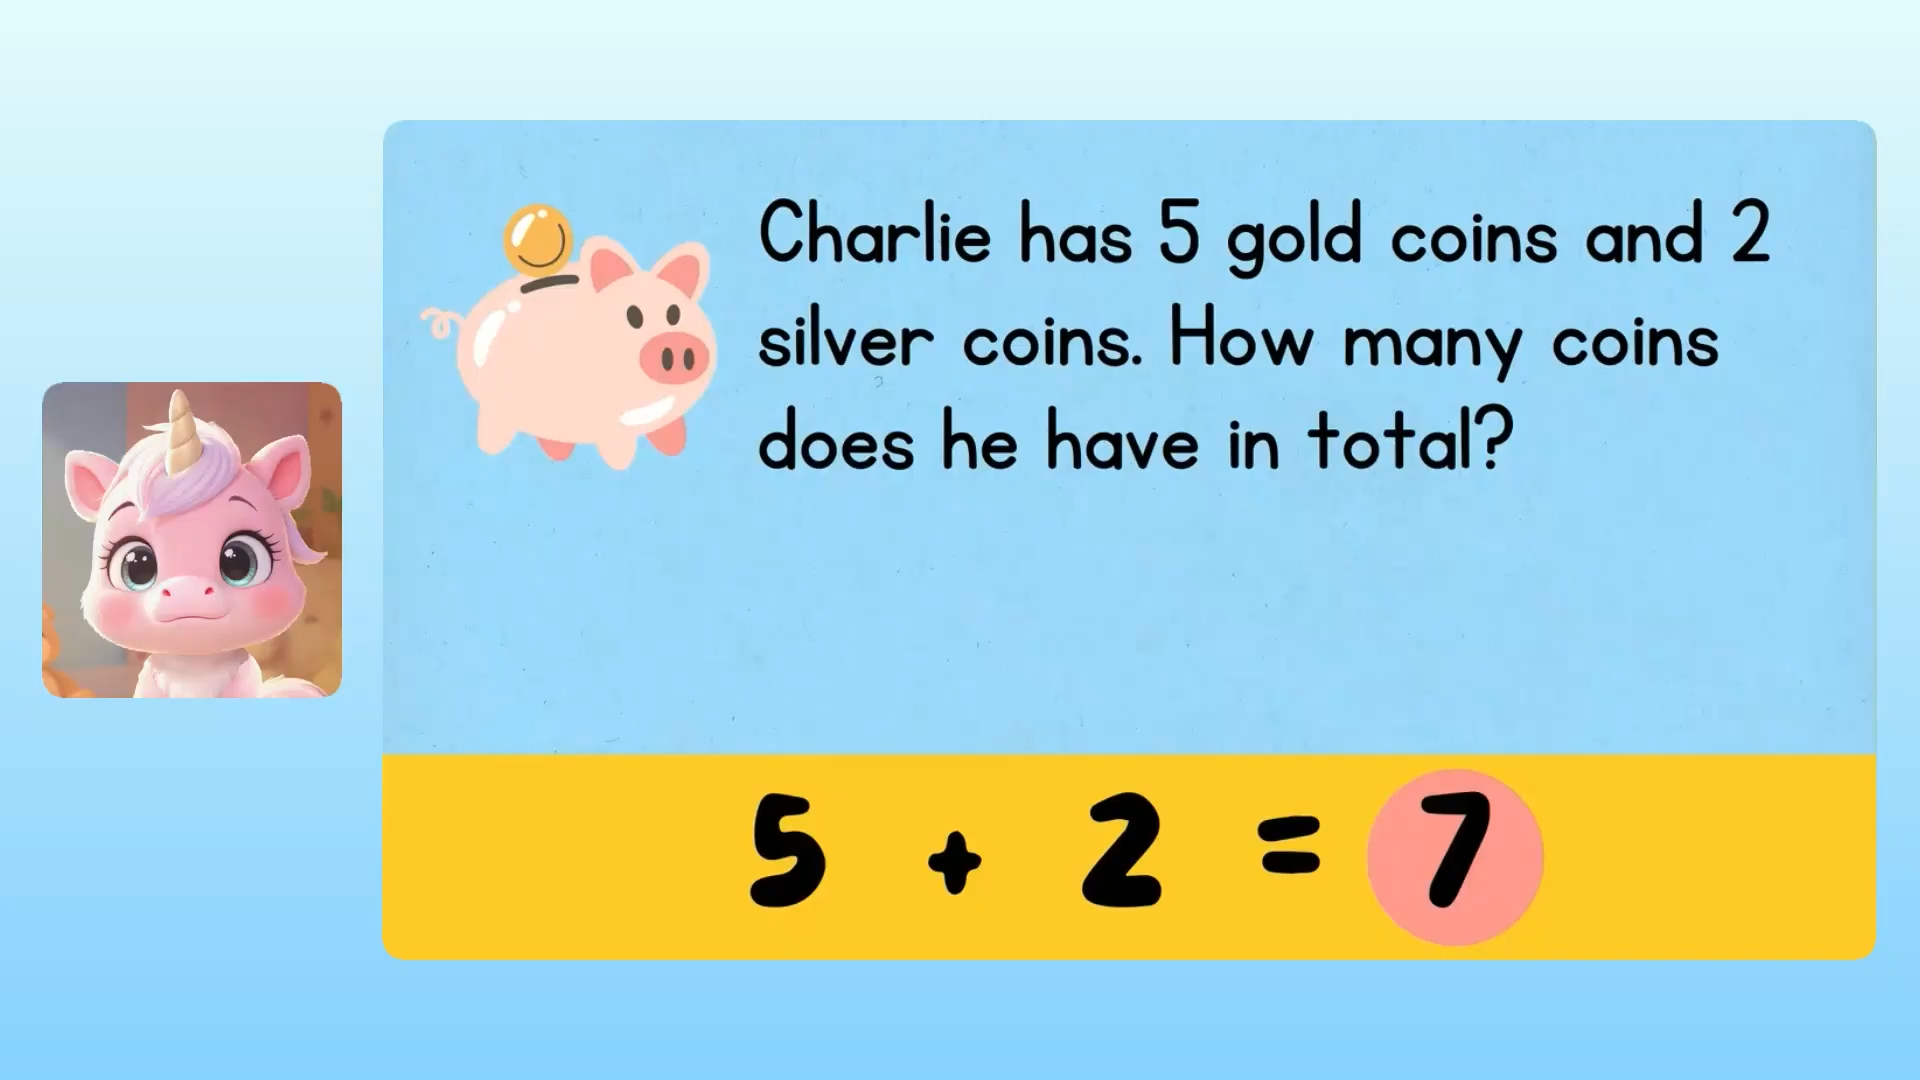 Charlie has 5 gold coins and 2
silver coins. How many coins
does he have in total?
5 + 2 = 7